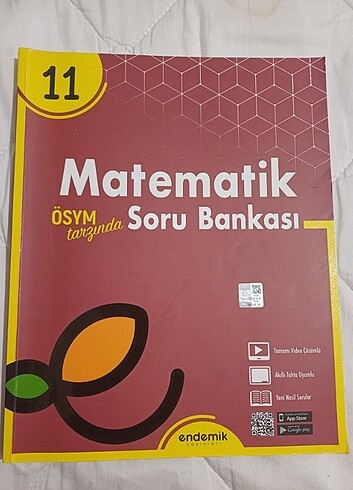 11
Matematik
ÖSYM
tarzında
Soru Bankası
Tamamı Video Çözümlü
Akıllı Tahta Uyumlu
Yeni Nesil Sorular
App Store
Google play
endemik
yayınları